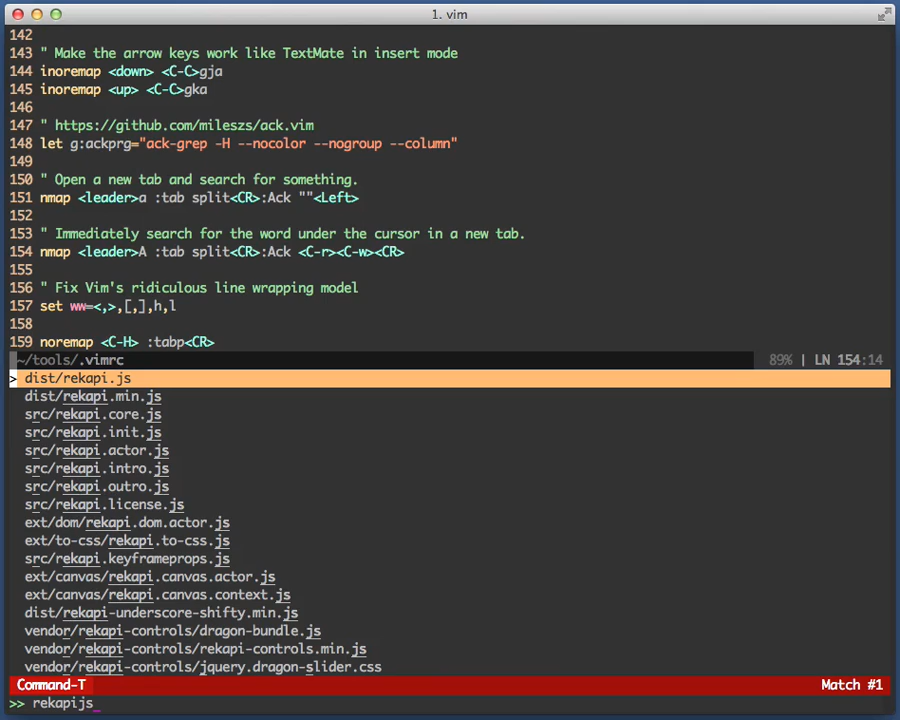 1. vim
142
143 " Make the arrow keys work like TextMate in insert mode
144 inoremap <down> <C-C>gja
145 inoremap <up> <C-C>gka
146
147 " https://github.com/mileszs/ack.vim
148 let g:ackprg="ack-grep -H --nocolor --nogroup --column"
149
150 " Open a new tab and search for something.
151 nmap <leader>a :tab split<CR>:Ack ""<Left>
152
153 " Immediately search for the word under the cursor in a new tab.
154 nmap <leader>A :tab split<CR>:Ack <C-r><C-w><CR>
155
156 " Fix Vim's ridiculous line wrapping model
157 set ww=<,>,[,],h,l
158
159 noremap <C-H> :tabp<CR>
~/tools/.vimrc 89% | LN 154:14
> dist/rekapi.js
dist/rekapi.min.js
src/rekapi.core.js
src/rekapi.init.js
src/rekapi.actor.js
src/rekapi.intro.js
src/rekapi.outro.js
src/rekapi.license.js
ext/dom/rekapi.dom.actor.js
ext/to-css/rekapi.to-css.js
src/rekapi.keyframeprops.js
ext/canvas/rekapi.canvas.actor.js
ext/canvas/rekapi.canvas.context.js
dist/rekapi-underscore-shifty.min.js
vendor/rekapi-controls/dragon-bundle.js
vendor/rekapi-controls/rekapi-controls.min.js
vendor/rekapi-controls/jquery.dragon-slider.css
Command-T Match #1
>> rekapijs_